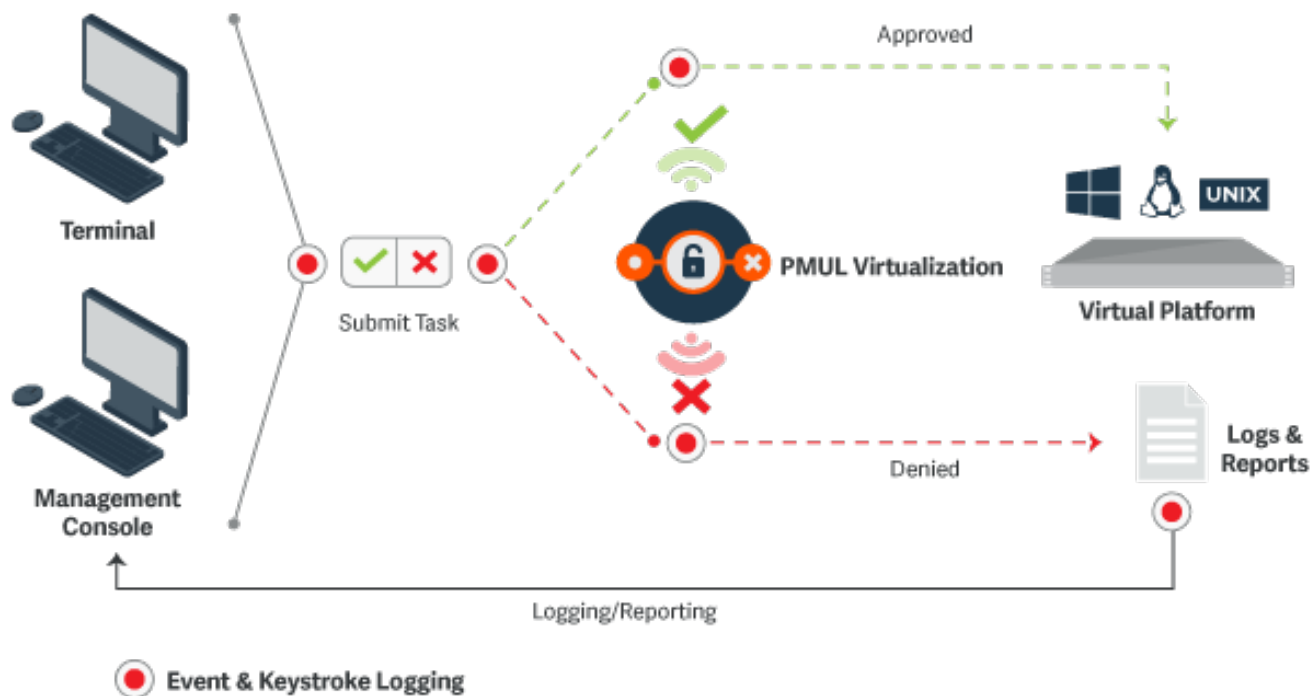 Approved
Terminal
UNIX
PMUL Virtualization
Submit Task
Virtual Platform
Logs &
Reports
Denied
Management
Console
Logging/Reporting
Event & Keystroke Logging